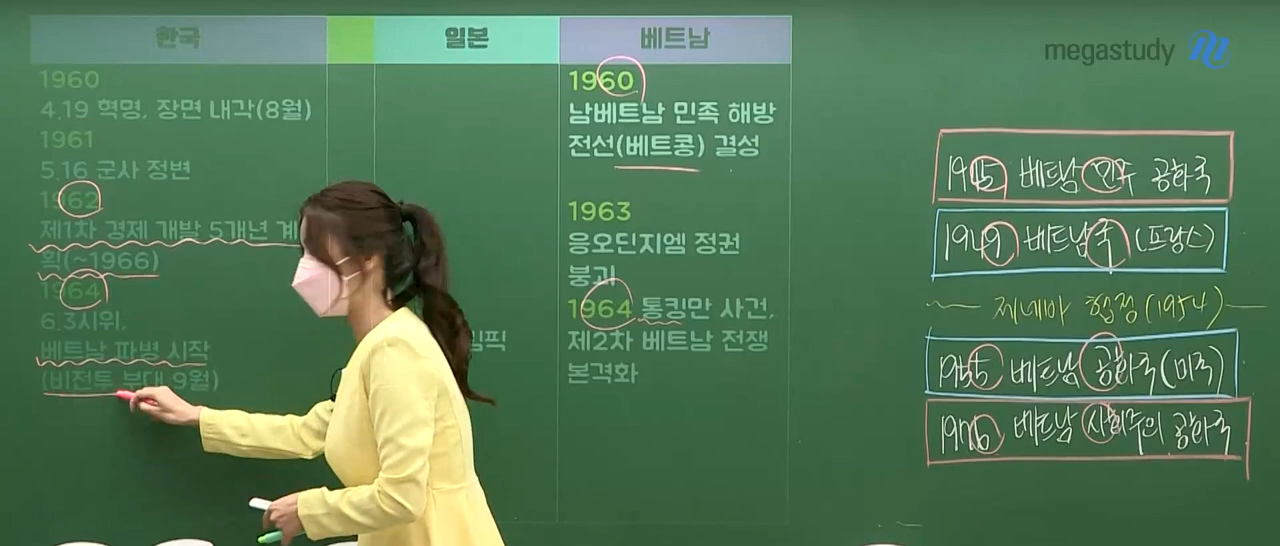 한국
일본
베트남
megastudy
1960
4.19 혁명, 장면 내각(8월)
1961
5.16 군사 정변
1962
제1차 경제 개발 5개년 계
획(~1966)
1964
6.3시위,
베트남 파병 시작
(비전투 부대 9월)
림픽
1960
남베트남 민족 해방
전선(베트콩) 결성
1963
응오딘지엠 정권
붕괴
1964 통킹만 사건,
제2차 베트남 전쟁
본격화
1945 베트남 민주 공화국
1949 베트남국 (프랑스)
제네바 협정(1954)
1955 베트남 공화국(미국)
1976 베트남 사회주의 공화국